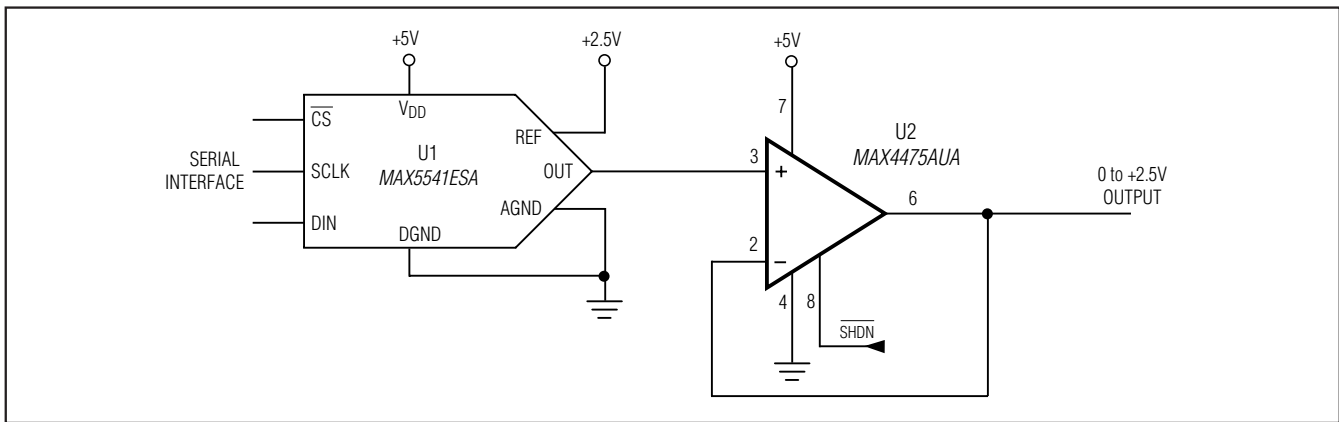 +5V
+2.5V
+5V
CS
VDD
REF
U1
MAX5541ESA
SERIAL
INTERFACE
SCLK
OUT
DIN
AGND
DGND
7
U2
MAX4475AUA
3
+
2
−
4
8
SHDN
6
0 to +2.5V
OUTPUT